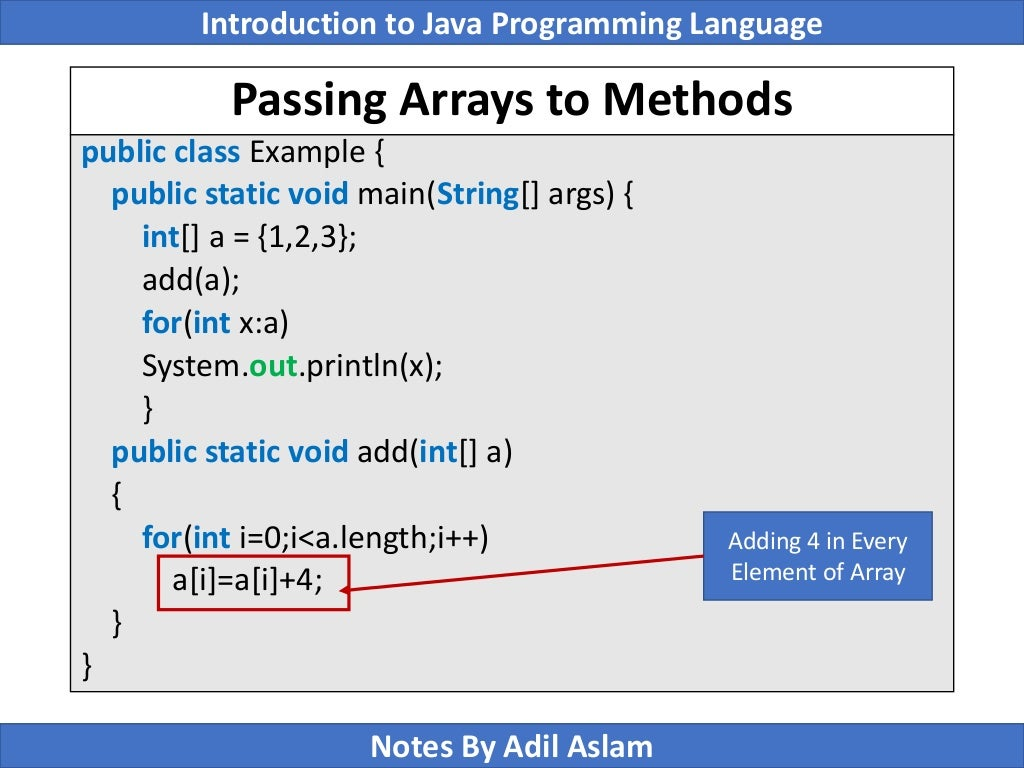 Introduction to Java Programming Language
Passing Arrays to Methods
public class Example {
public static void main(String[] args) {
int[] a = {1,2,3};
add(a);
for(int x:a)
System.out.println(x);
}
public static void add(int[] a)
{
for(int i=0;i<a.length;i++)
a[i]=a[i]+4;
}
}
Adding 4 in Every
Element of Array
Notes By Adil Aslam